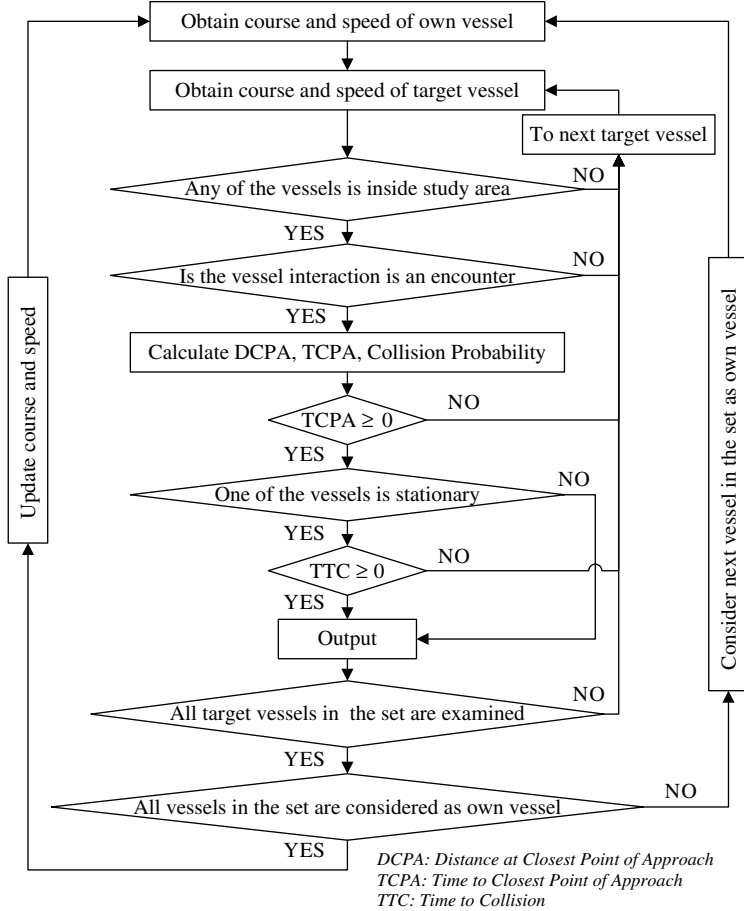 Obtain course and speed of own vessel
Obtain course and speed of target vessel
To next target vessel
Any of the vessels is inside study area
NO
YES
Is the vessel interaction is an encounter
NO
YES
Calculate DCPA, TCPA, Collision Probability
TCPA ≥ 0
NO
YES
One of the vessels is stationary
NO
YES
TTC ≥ 0
NO
YES
Output
All target vessels in the set are examined
NO
YES
All vessels in the set are considered as own vessel
NO
YES
Update course and speed
Consider next vessel in the set as own vessel
DCPA: Distance at Closest Point of Approach
TCPA: Time to Closest Point of Approach
TTC: Time to Collision